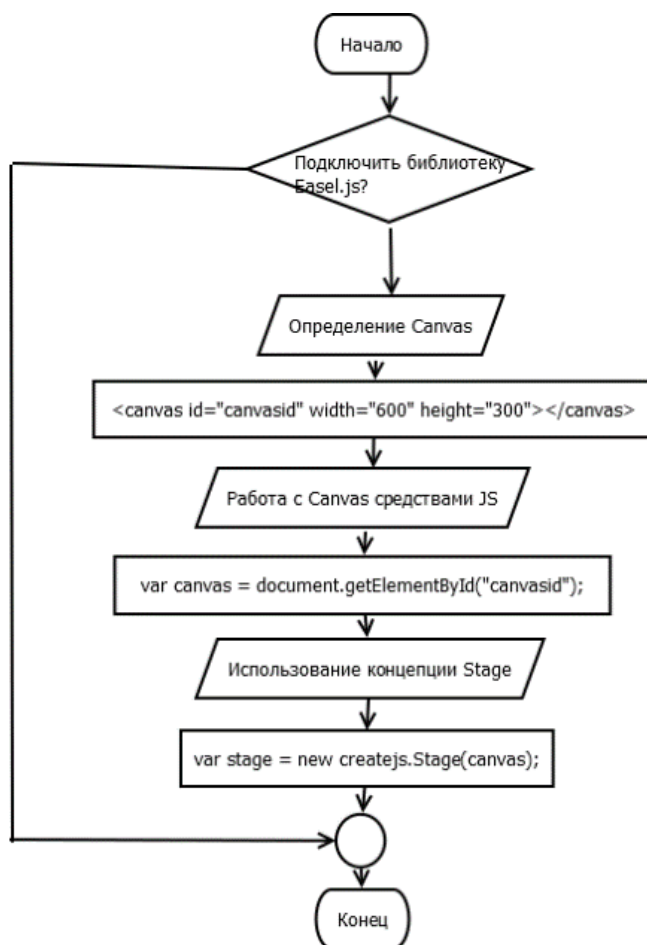 Начало
Подключить библиотеку
Easel.js?
Определение Canvas
<canvas id="canvasid" width="600" height="300"></canvas>
Работа с Canvas средствами JS
var canvas = document.getElementById("canvasid");
Использование концепции Stage
var stage = new createjs.Stage(canvas);
Конец